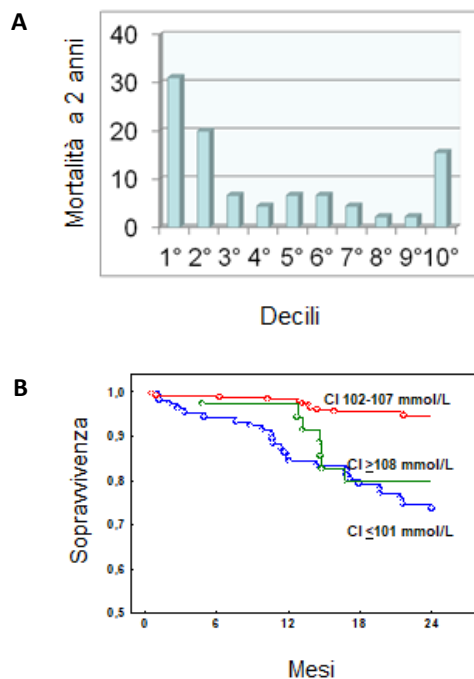 A
Mortalità a 2 anni
40
30
20
10
0
1° 2° 3° 4° 5° 6° 7° 8° 9° 10°
Decili
B
Sopravvivenza
1,0
0,9
0,8
0,7
0,6
0,5
Cl 102-107 mmol/L
Cl ≥108 mmol/L
Cl ≤101 mmol/L
0 6 12 18 24
Mesi